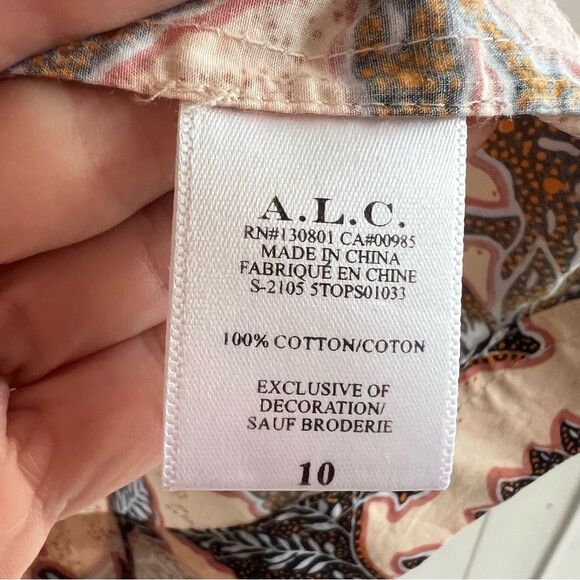 A.L.C.
RN#130801 CA#00985
MADE IN CHINA
FABRIQUÉ EN CHINE
S-2105 5TOPS01033
100% COTTON/COTON
EXCLUSIVE OF
DECORATION/
SAUF BRODERIE
10